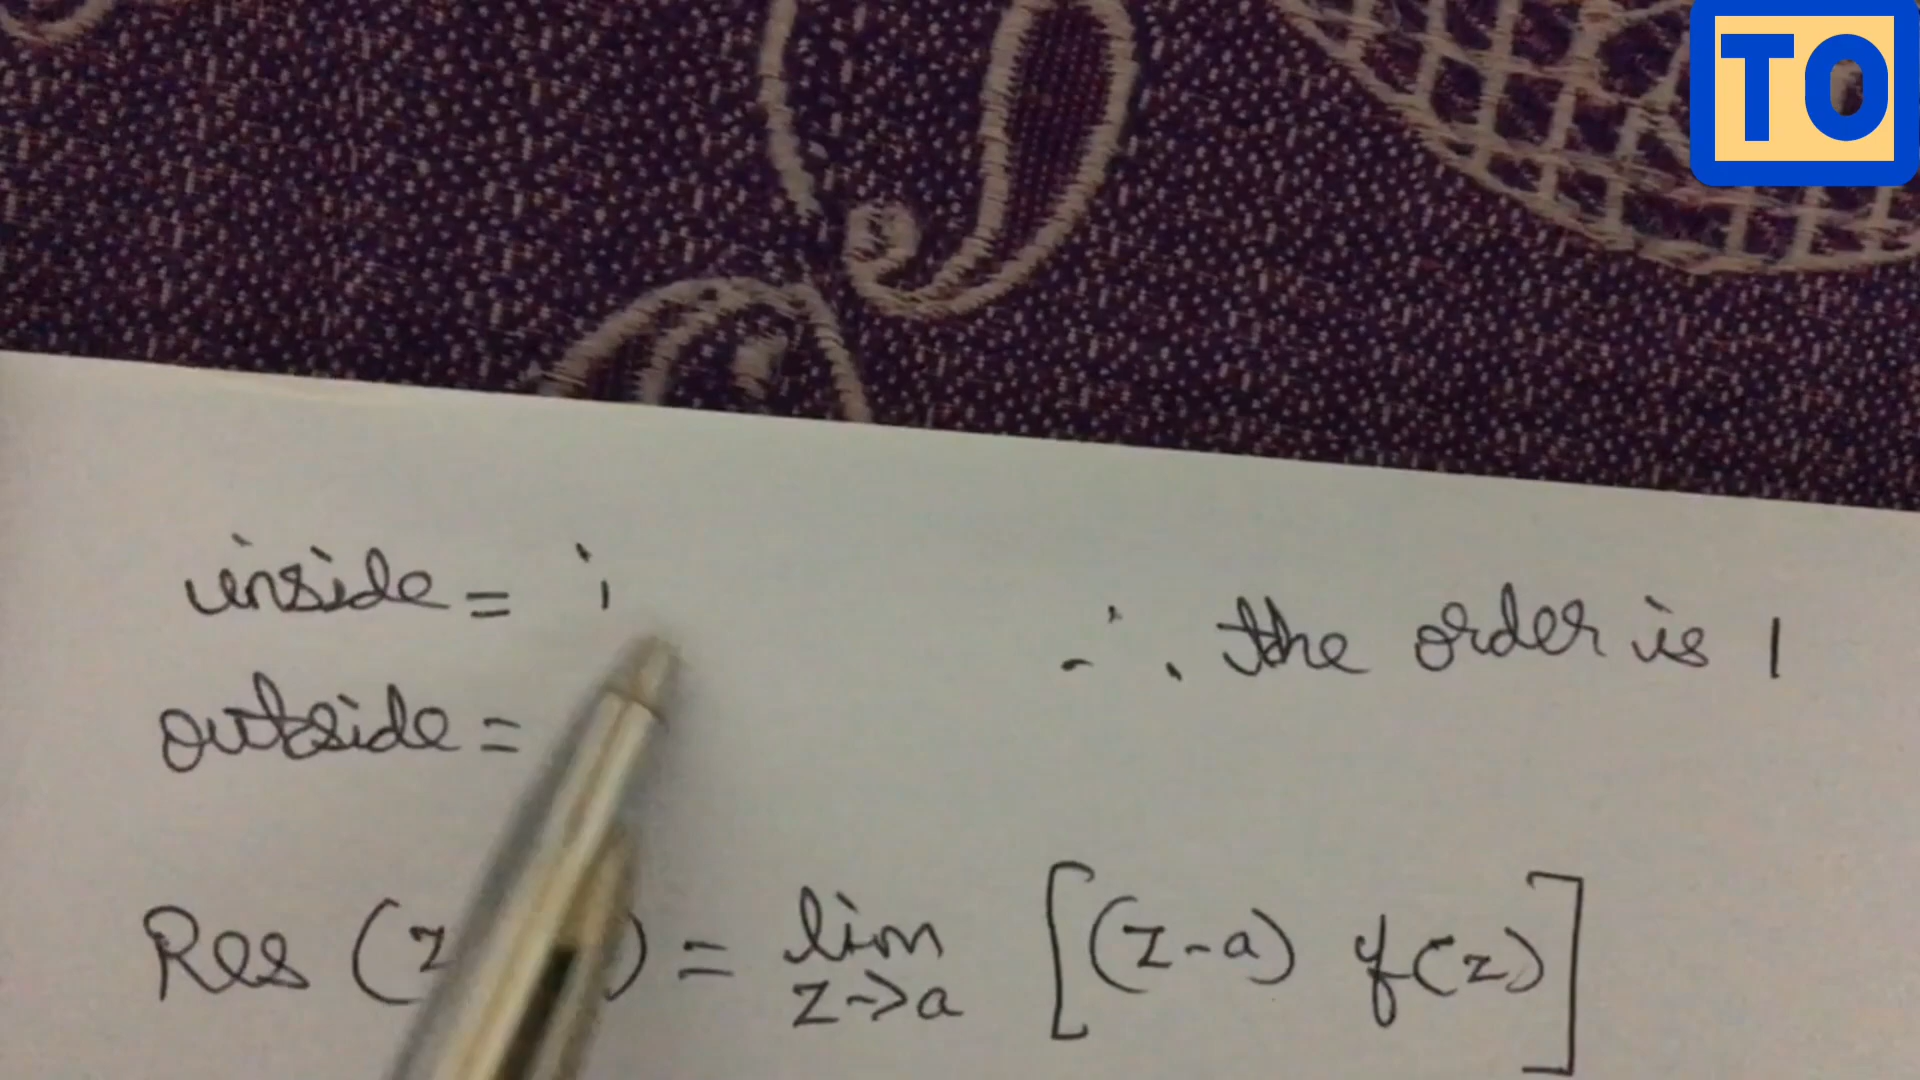 TO
inside = i
∴ the order is 1
outside =
Res (z ) = lim [(z-a) f(z)]
z->a